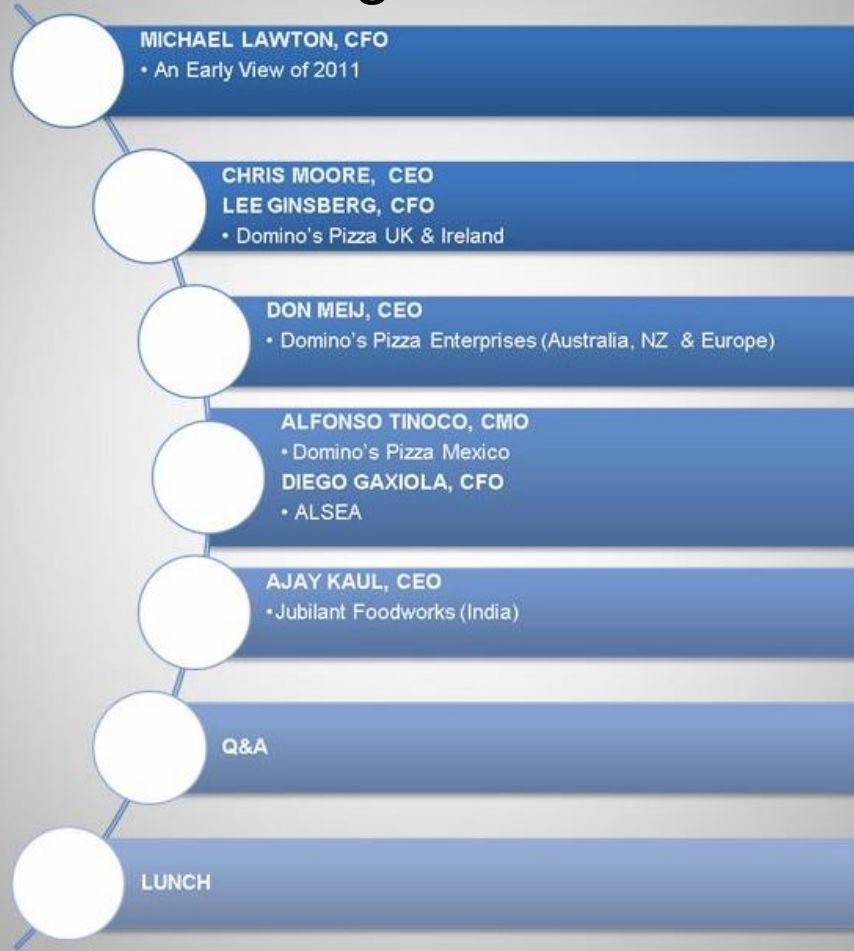 MICHAEL LAWTON, CFO
• An Early View of 2011
CHRIS MOORE, CEO
LEE GINSBERG, CFO
• Domino's Pizza UK & Ireland
DON MEIJ, CEO
• Domino's Pizza Enterprises (Australia, NZ & Europe)
ALFONSO TINOCO, CMO
• Domino's Pizza Mexico
DIEGO GAXIOLA, CFO
• ALSEA
AJAY KAUL, CEO
• Jubilant Foodworks (India)
Q&A
LUNCH